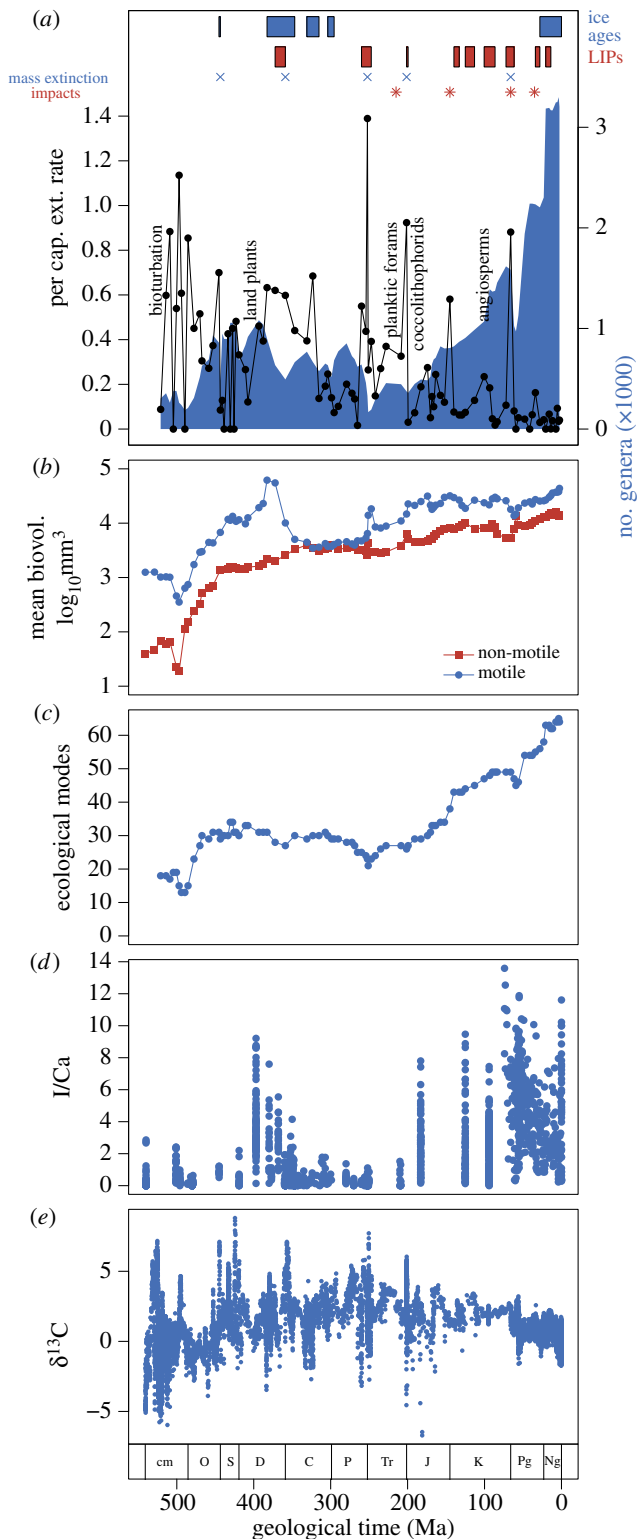 (a)
ice
ages
LIPs
mass extinction
impacts
1.4
1.2
1.0
0.8
0.6
0.4
0.2
0
per cap. ext. rate
bioturbation
land plants
planktic forams
coccolithophorids
angiosperms
3
2
1
0
no. genera (×1000)
(b)
5
4
3
2
1
mean biovol.
log10mm³
non-motile
motile
(c)
60
50
40
30
20
10
0
ecological modes
(d)
14
12
10
8
6
4
2
0
I/Ca
(e)
5
0
−5
δ¹³C
cm O S D C P Tr J K Pg Ng
500 400 300 200 100 0
geological time (Ma)